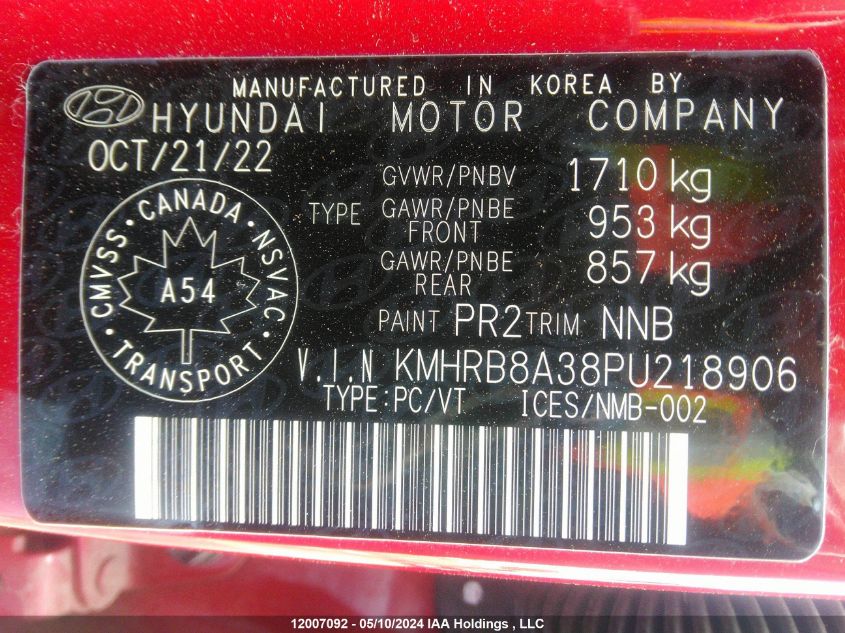 MANUFACTURED IN KOREA BY
HYUNDAI MOTOR COMPANY
OCT/21/22
GVWR/PNBV 1710 kg
TYPE GAWR/PNBE FRONT 953 kg
GAWR/PNBE REAR 857 kg
PAINT PR2 TRIM NNB
CMVSS · CANADA · NSVAC · TRANSPORT ·
A54
V.I.N KMHRB8A38PU218906
TYPE:PC/VT ICES/NMB-002
12007092 - 05/10/2024 IAA Holdings , LLC